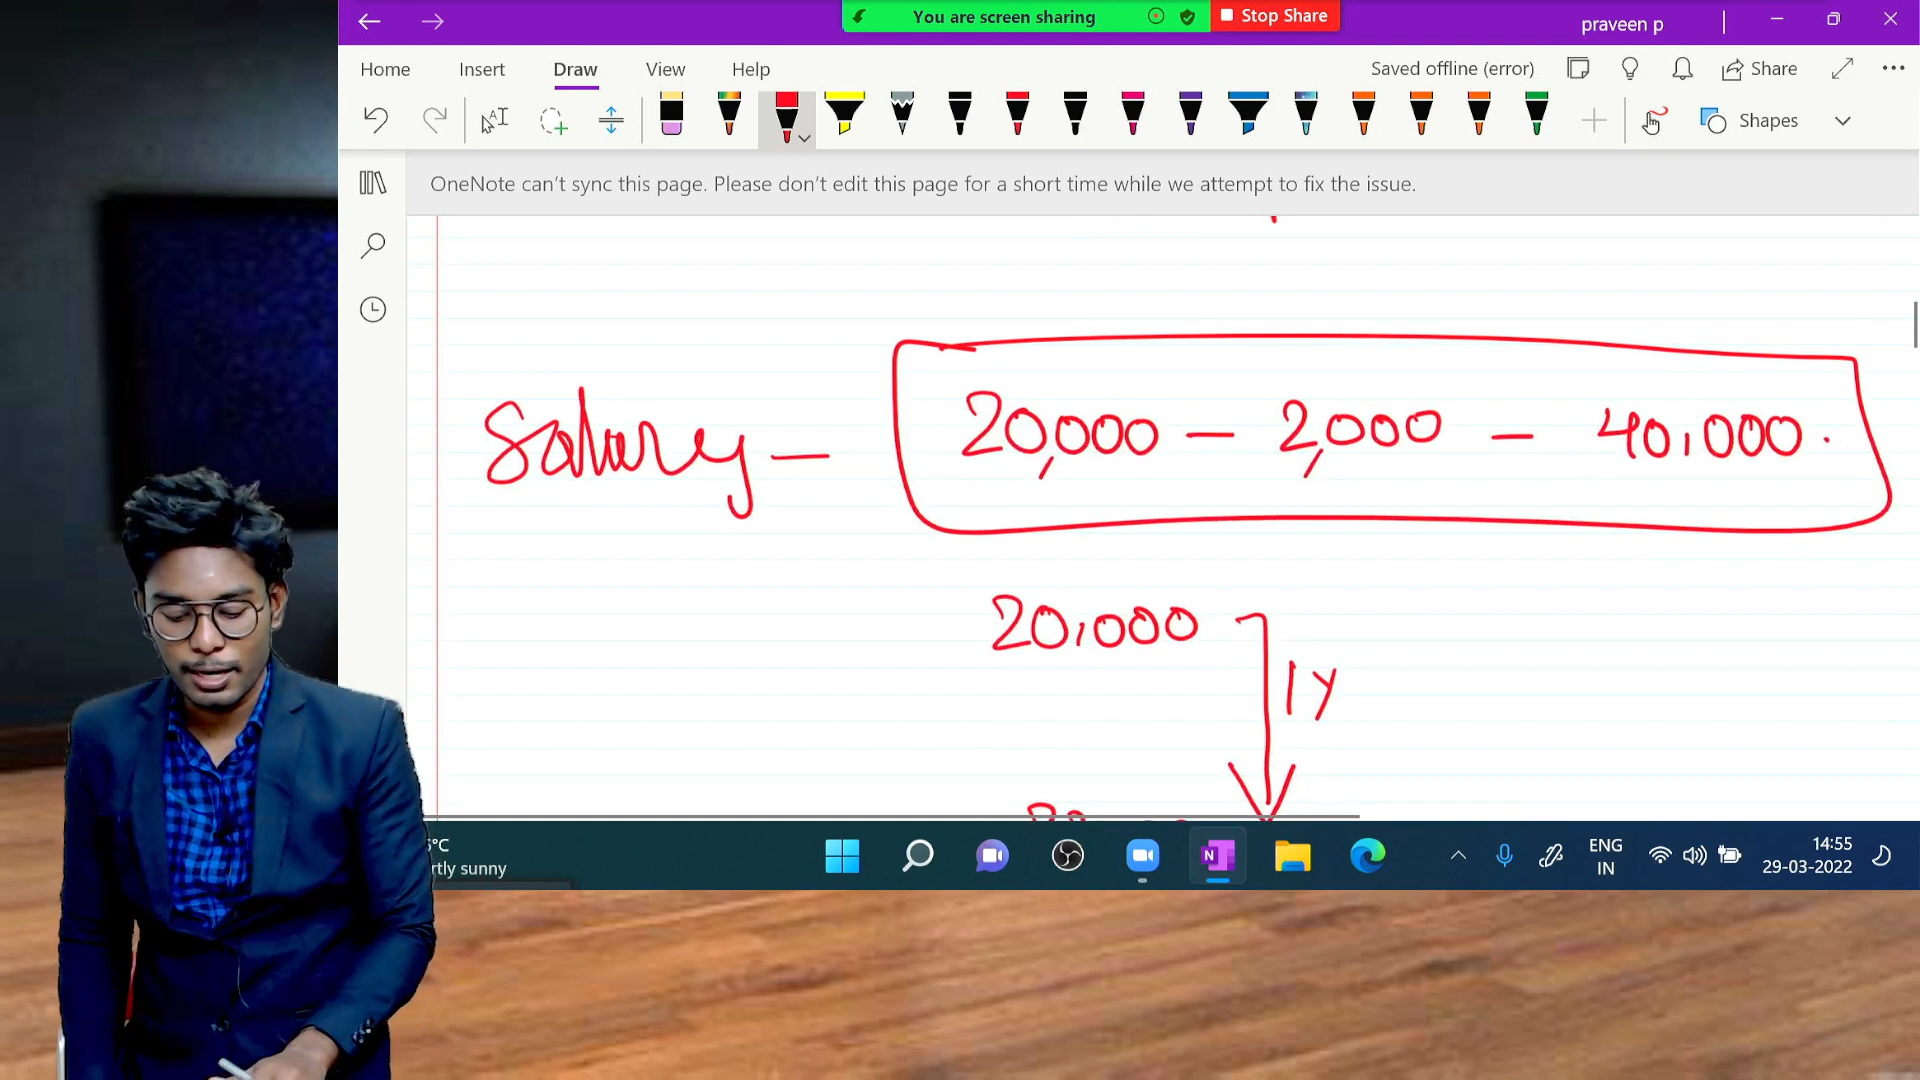 You are screen sharing Stop Share
praveen p
Home Insert Draw View Help
Saved offline (error) Share
Shapes
OneNote can't sync this page. Please don't edit this page for a short time while we attempt to fix the issue.
Salary – 20,000 – 2,000 – 40,000.
20,000
1y
5°C
rtly sunny
ENG
IN
14:55
29-03-2022